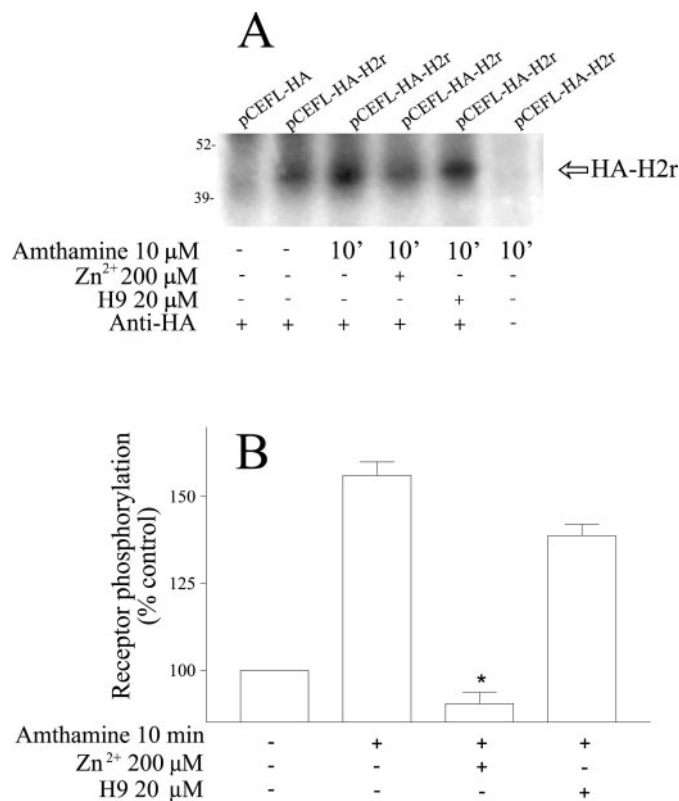 A
pCEFL-HA
pCEFL-HA-H2r
pCEFL-HA-H2r
pCEFL-HA-H2r
pCEFL-HA-H2r
pCEFL-HA-H2r
52-
39-
HA-H2r
Amthamine 10 µM - - 10' 10' 10' 10'
Zn²⁺ 200 µM - - - + - -
H9 20 µM - - - - + -
Anti-HA + + + + + -
B
Receptor phosphorylation
(% control)
150
125
100
*
Amthamine 10 min - + + +
Zn²⁺ 200 µM - - + -
H9 20 µM - - - +